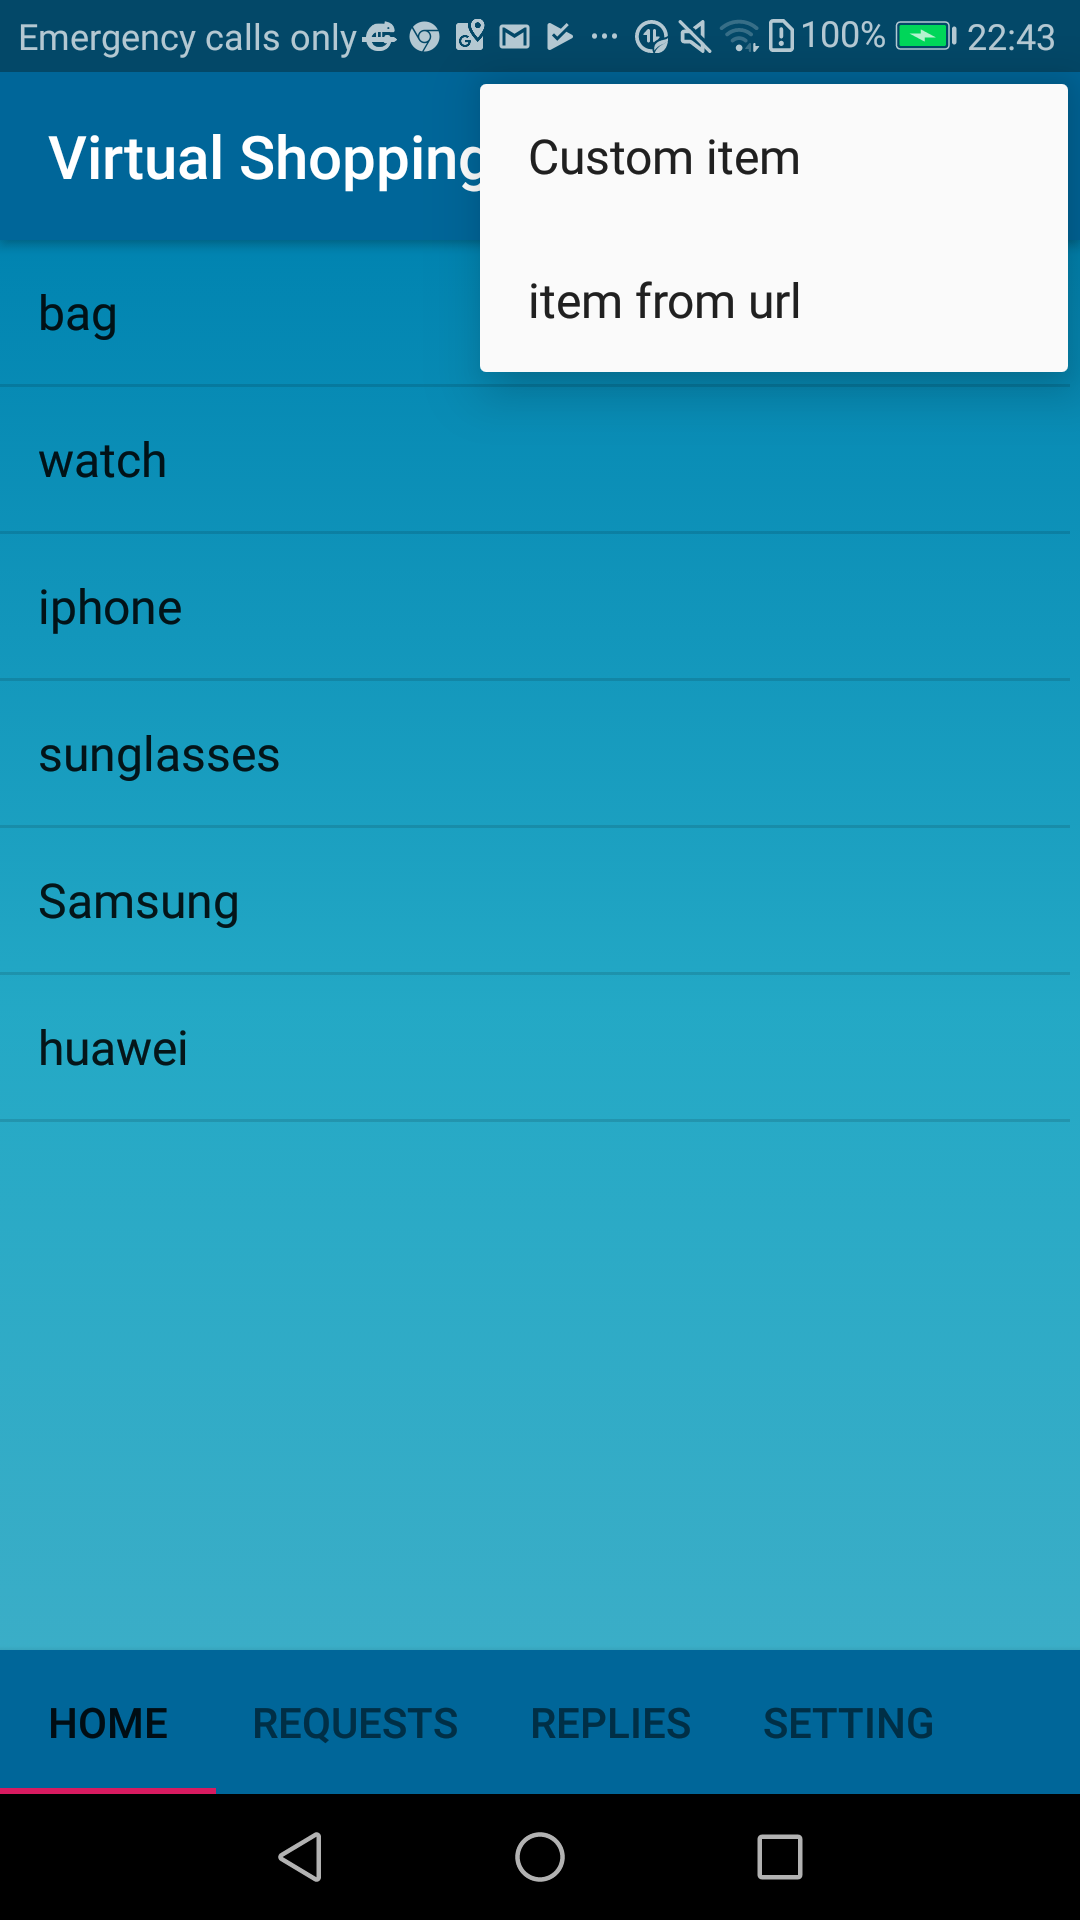 Emergency calls only 100% 22:43
Virtual Shopping
Custom item
item from url
bag
watch
iphone
sunglasses
Samsung
huawei
HOME REQUESTS REPLIES SETTING